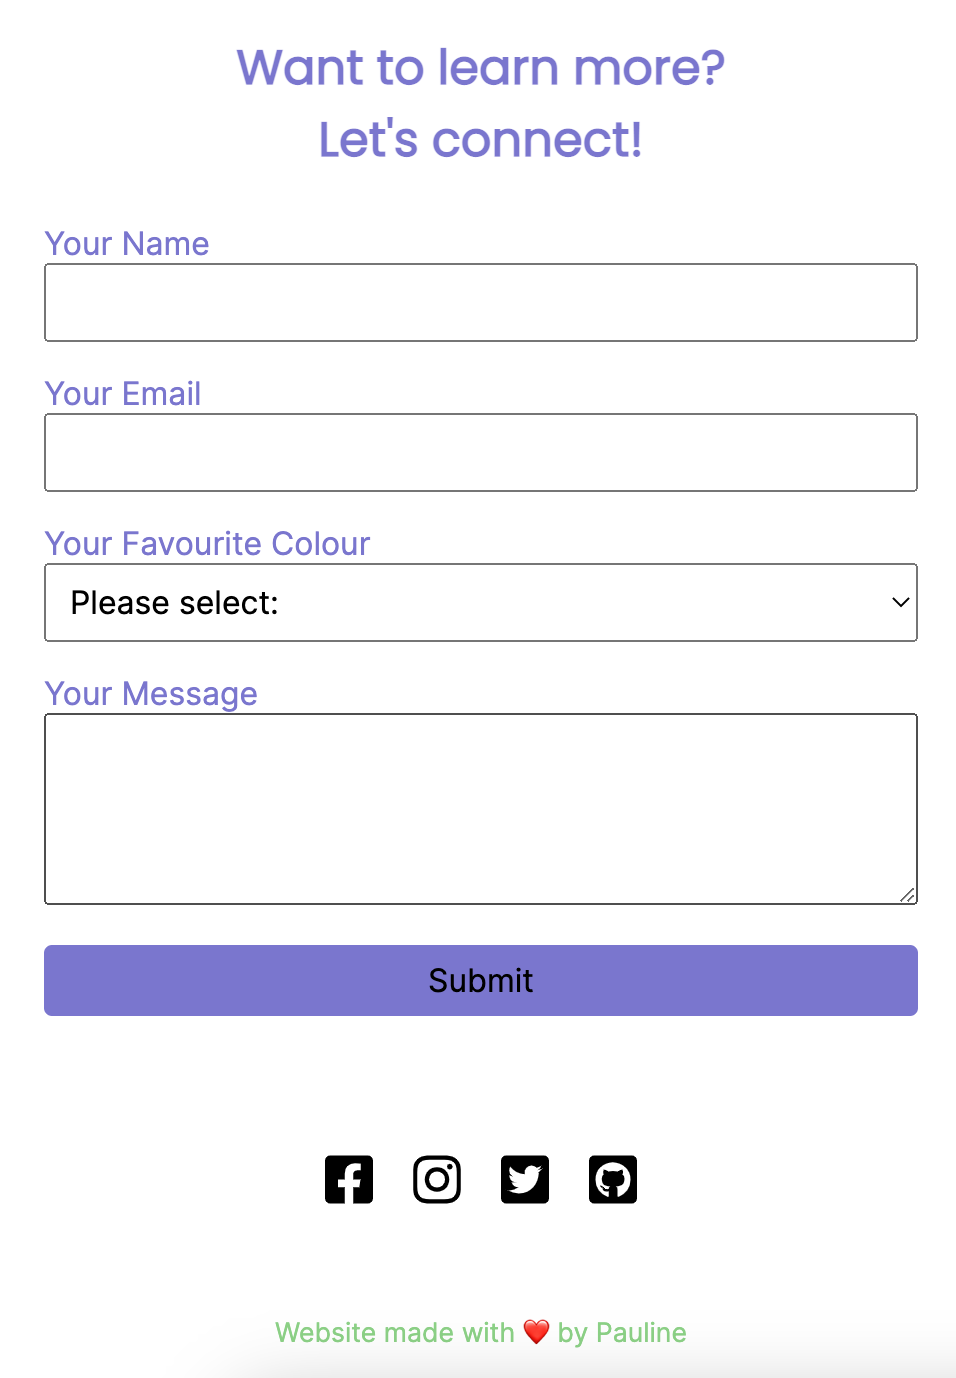 Want to learn more?
Let's connect!
Your Name
Your Email
Your Favourite Colour
Please select:
Your Message
Submit
Website made with ❤️ by Pauline